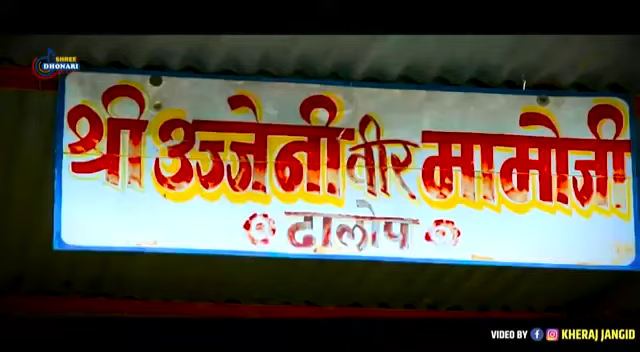 SHREE
DHONARI
श्री उज्जेनी वीर मामोजी
ढालोप
VIDEO BY KHERAJ JANGID